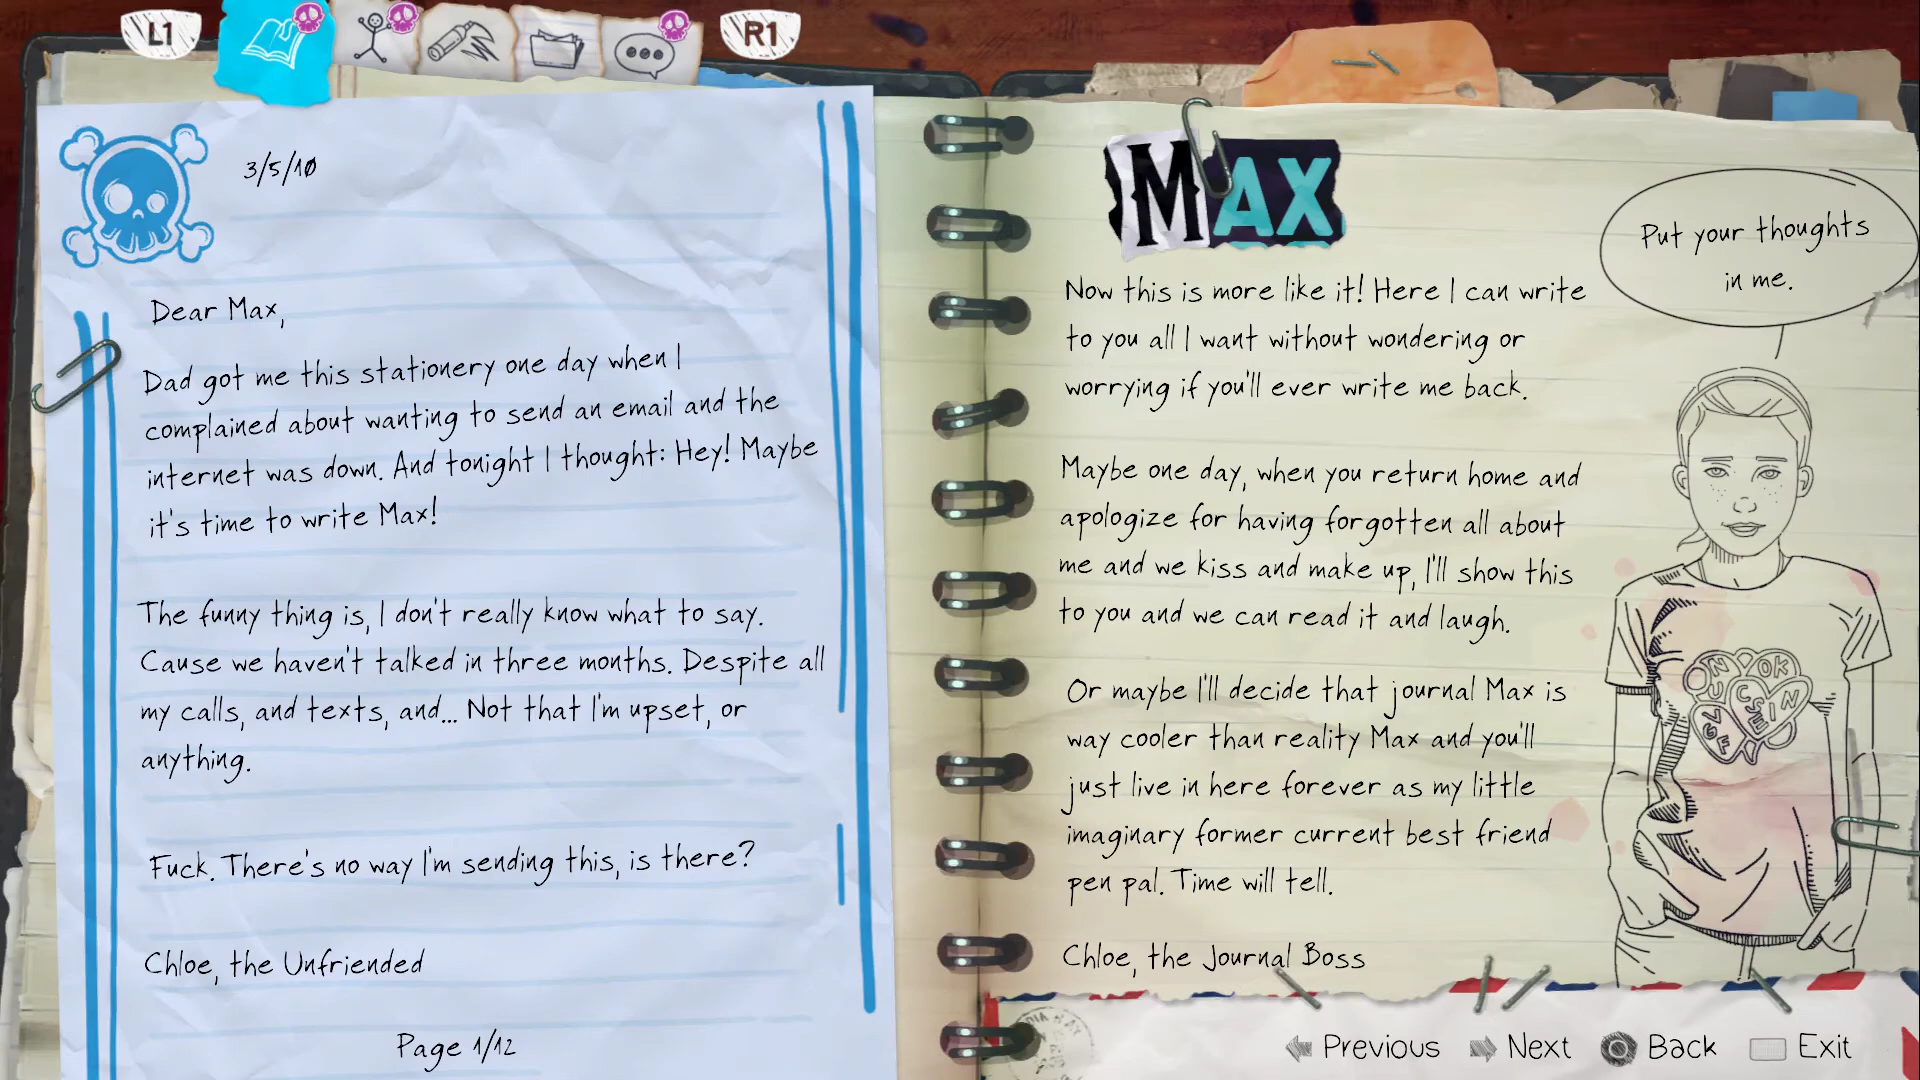 L1
R1
3/5/10
Dear Max,
Dad got me this stationery one day when I
complained about wanting to send an email and the
internet was down. And tonight I thought: Hey! Maybe
it's time to write Max!
The funny thing is, I don't really know what to say.
Cause we haven't talked in three months. Despite all
my calls, and texts, and... Not that I'm upset, or
anything.
Fuck. There's no way I'm sending this, is there?
Chloe, the Unfriended
Page 1/12
MAX
Put your thoughts
in me.
Now this is more like it! Here I can write
to you all I want without wondering or
worrying if you'll ever write me back.
Maybe one day, when you return home and
apologize for having forgotten all about
me and we kiss and make up, I'll show this
to you and we can read it and laugh.
Or maybe I'll decide that journal Max is
way cooler than reality Max and you'll
just live in here forever as my little
imaginary former current best friend
pen pal. Time will tell.
Chloe, the Journal Boss
Previous
Next
Back
Exit